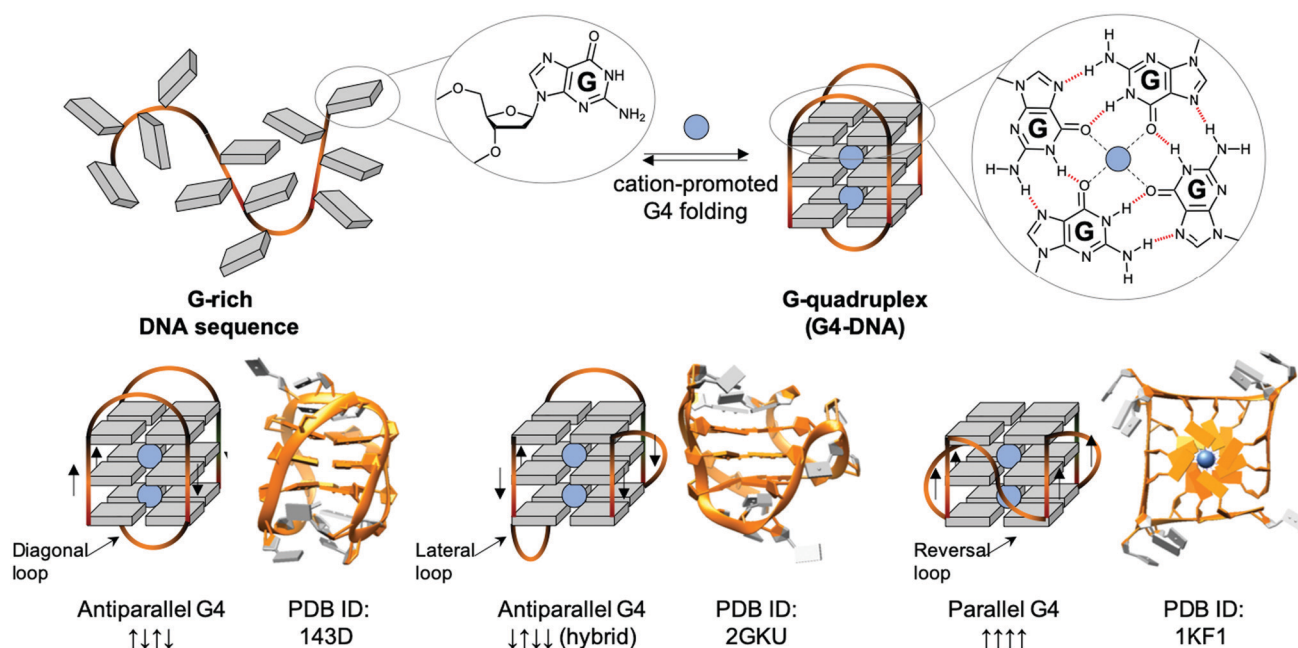 O
N
G
NH
N
N
NH₂
O
O
O
cation-promoted
G4 folding
H
N
H
N
N
G
N
N
H
O
N
N
G
N
N
H
O
N
H
H
O
H
N
N
G
N
N
O
H
N
N
G
N
N
H
N
H
G-rich
DNA sequence
G-quadruplex
(G4-DNA)
Diagonal
loop
Antiparallel G4
↑↓↑↓
PDB ID:
143D
Lateral
loop
Antiparallel G4
↓↑↓↓ (hybrid)
PDB ID:
2GKU
Reversal
loop
Parallel G4
↑↑↑↑
PDB ID:
1KF1